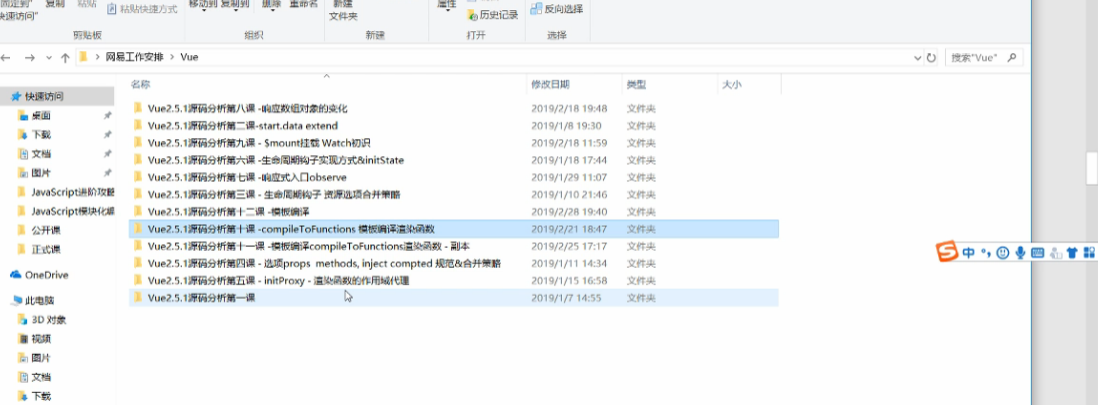 固定到"
快速访问"
复制
粘贴
粘贴快捷方式
移动到 复制到
删除 重命名
新建
文件夹
属性
历史记录
反向选择
剪贴板
组织
新建
打开
选择
网易工作安排 > Vue
搜索"Vue"
名称 修改日期 类型 大小
快速访问
桌面
下载
文档
图片
JavaScript进阶攻略
JavaScript模块化编
公开课
正式课
OneDrive
此电脑
3D 对象
视频
图片
文档
下载
Vue2.5.1源码分析第八课 -响应数组对象的变化 2019/2/18 19:48 文件夹
Vue2.5.1源码分析第二课-start.data extend 2019/1/8 19:30 文件夹
Vue2.5.1源码分析第九课 - $mount挂载 Watch初识 2019/2/18 11:59 文件夹
Vue2.5.1源码分析第六课 -生命周期钩子实现方式&initState 2019/1/18 17:44 文件夹
Vue2.5.1源码分析第七课 -响应式入口observe 2019/1/29 11:07 文件夹
Vue2.5.1源码分析第三课 - 生命周期钩子 资源选项合并策略 2019/1/10 21:46 文件夹
Vue2.5.1源码分析第十二课 -模板编译 2019/2/28 19:40 文件夹
Vue2.5.1源码分析第十课 -compileToFunctions 模板编译渲染函数 2019/2/21 18:47 文件夹
Vue2.5.1源码分析第十一课 -模板编译compileToFunctions渲染函数 - 副本 2019/2/25 17:17 文件夹
Vue2.5.1源码分析第四课 - 选项props methods, inject compted 规范&合并策略 2019/1/11 14:34 文件夹
Vue2.5.1源码分析第五课 - initProxy - 渲染函数的作用域代理 2019/1/15 16:58 文件夹
Vue2.5.1源码分析第一课 2019/1/7 14:55 文件夹
中